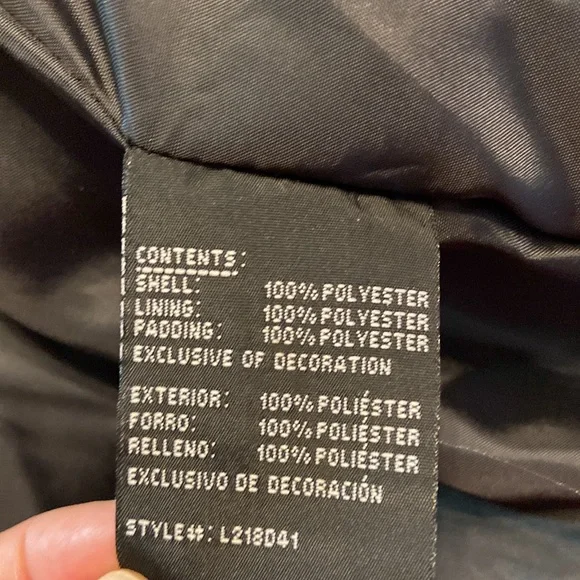 CONTENTS:
SHELL: 100% POLYESTER
LINING: 100% POLYESTER
PADDING: 100% POLYESTER
EXCLUSIVE OF DECORATION
EXTERIOR: 100% POLIÉSTER
FORRO: 100% POLIÉSTER
RELLENO: 100% POLIÉSTER
EXCLUSIVO DE DECORACIÓN
STYLE#: L218D41